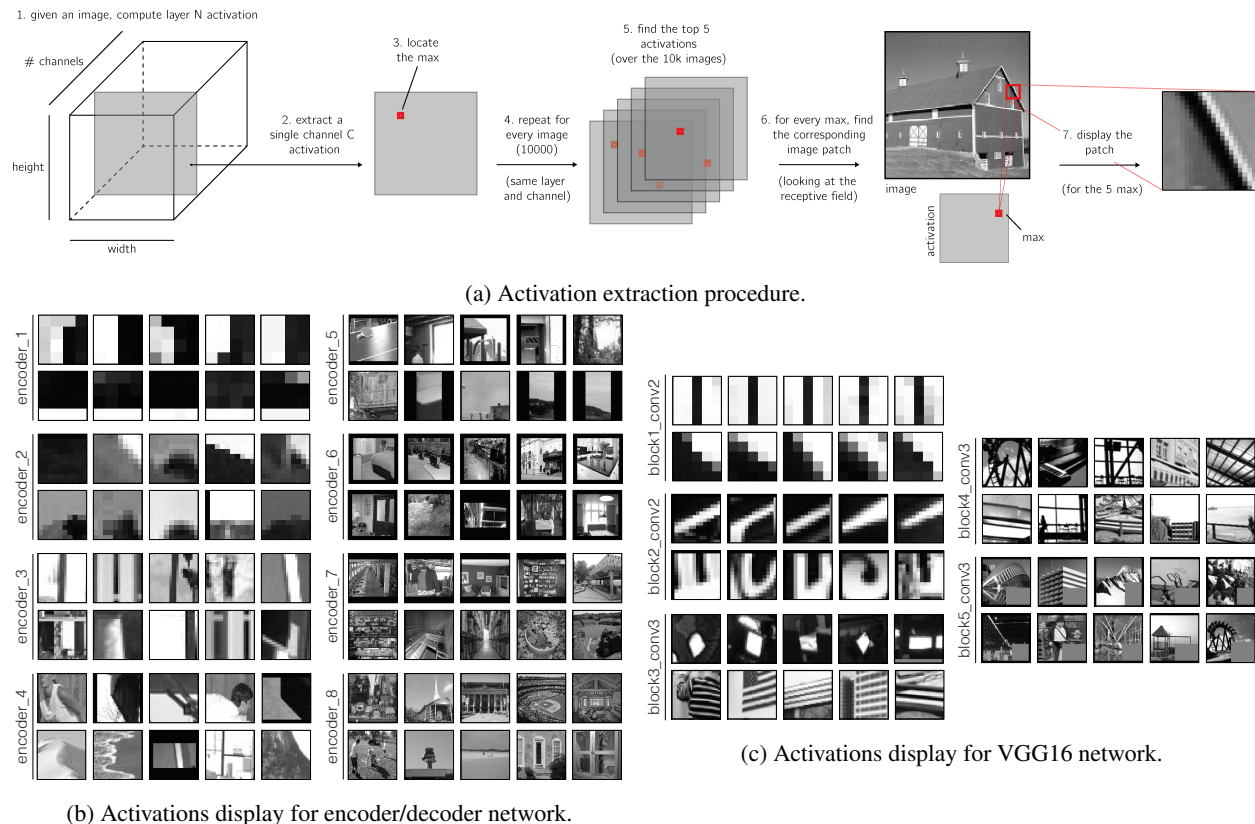 1. given an image, compute layer N activation
# channels
height
width
2. extract a
single channel C
activation
3. locate
the max
4. repeat for
every image
(10000)
(same layer
and channel)
5. find the top 5
activations
(over the 10k images)
6. for every max, find
the corresponding
image patch
(looking at the
receptive field)
image
activation
max
7. display the
patch
(for the 5 max)
(a) Activation extraction procedure.
encoder_1
encoder_2
encoder_3
encoder_4
encoder_5
encoder_6
encoder_7
encoder_8
(b) Activations display for encoder/decoder network.
block1_conv2
block2_conv2
block3_conv3
block4_conv3
block5_conv3
(c) Activations display for VGG16 network.